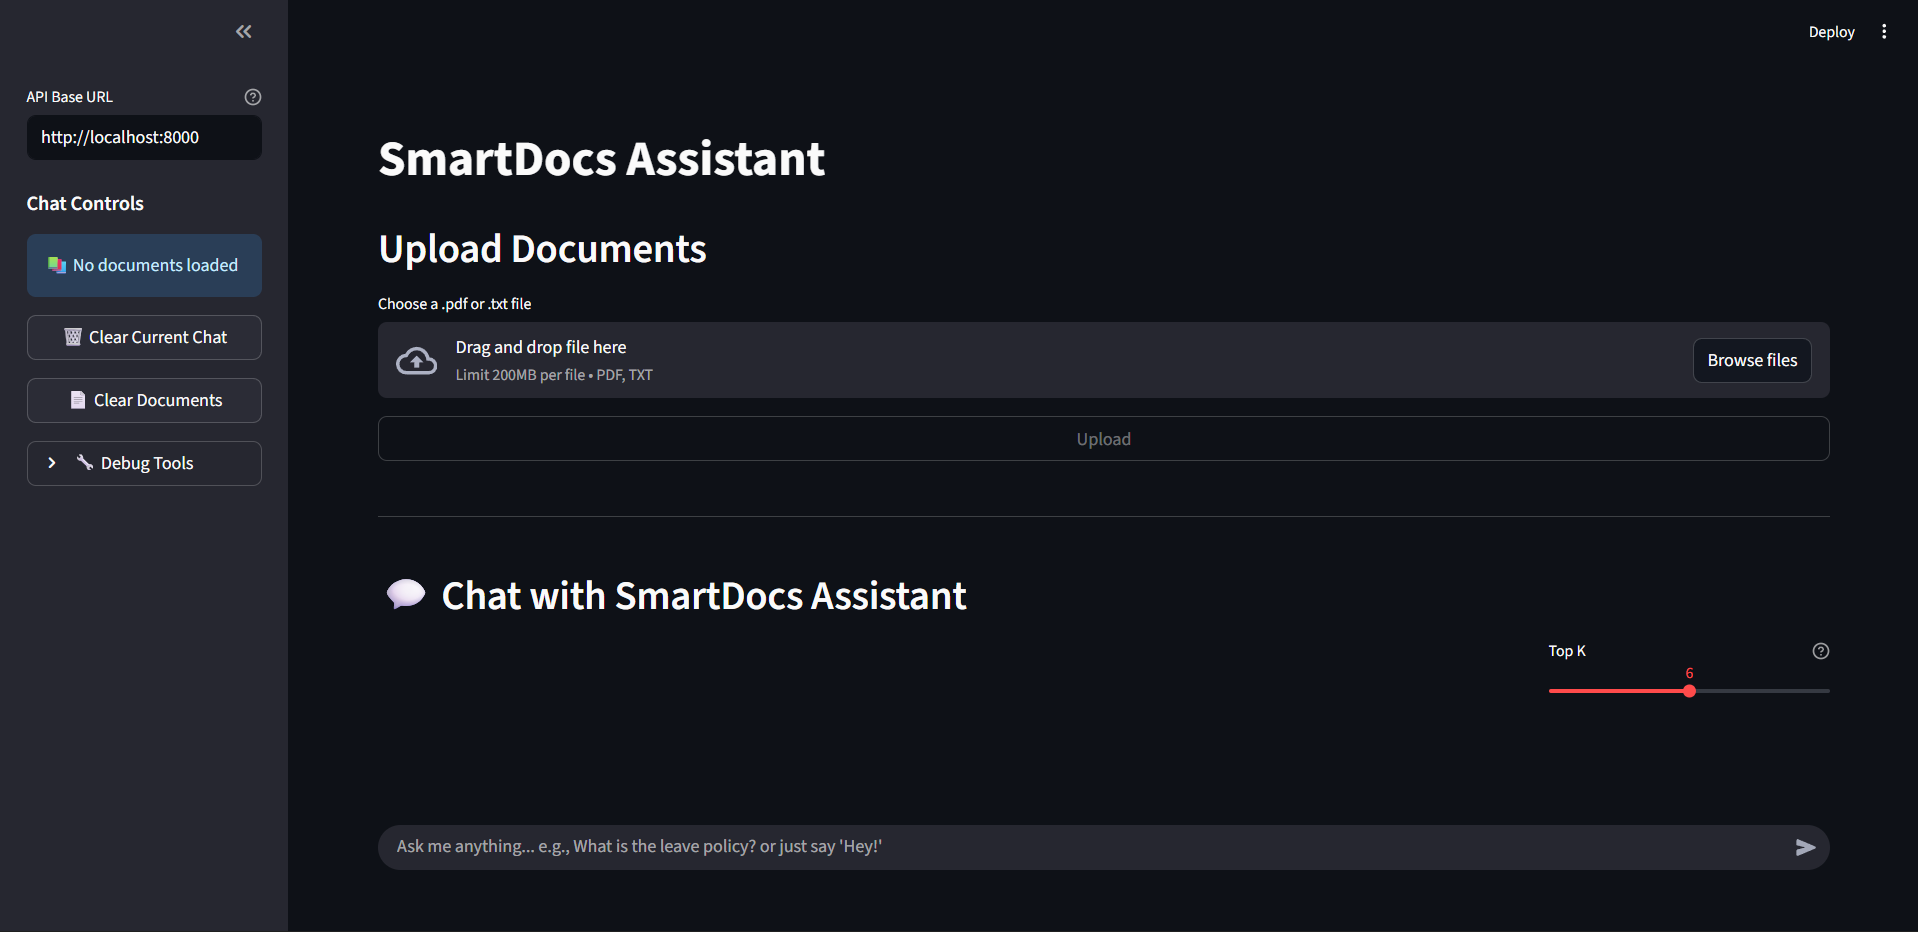 Deploy
API Base URL
http://localhost:8000
Chat Controls
No documents loaded
Clear Current Chat
Clear Documents
Debug Tools
SmartDocs Assistant
Upload Documents
Choose a .pdf or .txt file
Drag and drop file here
Limit 200MB per file • PDF, TXT
Browse files
Upload
Chat with SmartDocs Assistant
Top K
6
Ask me anything... e.g., What is the leave policy? or just say 'Hey!'